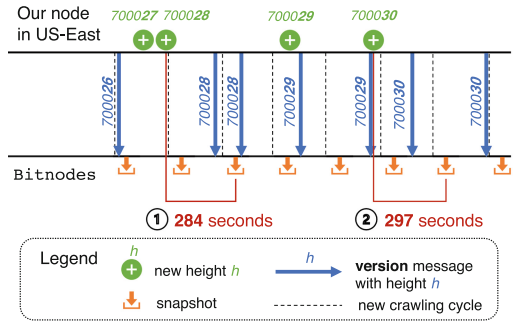 Our node
in US-East
700027 700028 700029 700030
700026 700028 700028 700029 700030 700030 700030
Bitnodes
1 284 seconds 2 297 seconds
Legend
h
new height h
h
version message
with height h
snapshot
new crawling cycle